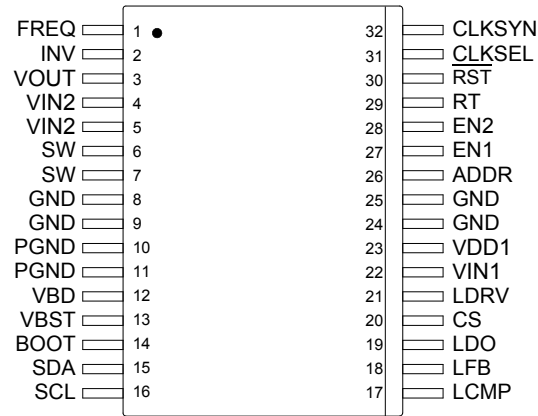 FREQ 1 32 CLKSYN
INV 2 31 CLKSEL
VOUT 3 30 RST
VIN2 4 29 RT
VIN2 5 28 EN2
SW 6 27 EN1
SW 7 26 ADDR
GND 8 25 GND
GND 9 24 GND
PGND 10 23 VDD1
PGND 11 22 VIN1
VBD 12 21 LDRV
VBST 13 20 CS
BOOT 14 19 LDO
SDA 15 18 LFB
SCL 16 17 LCMP